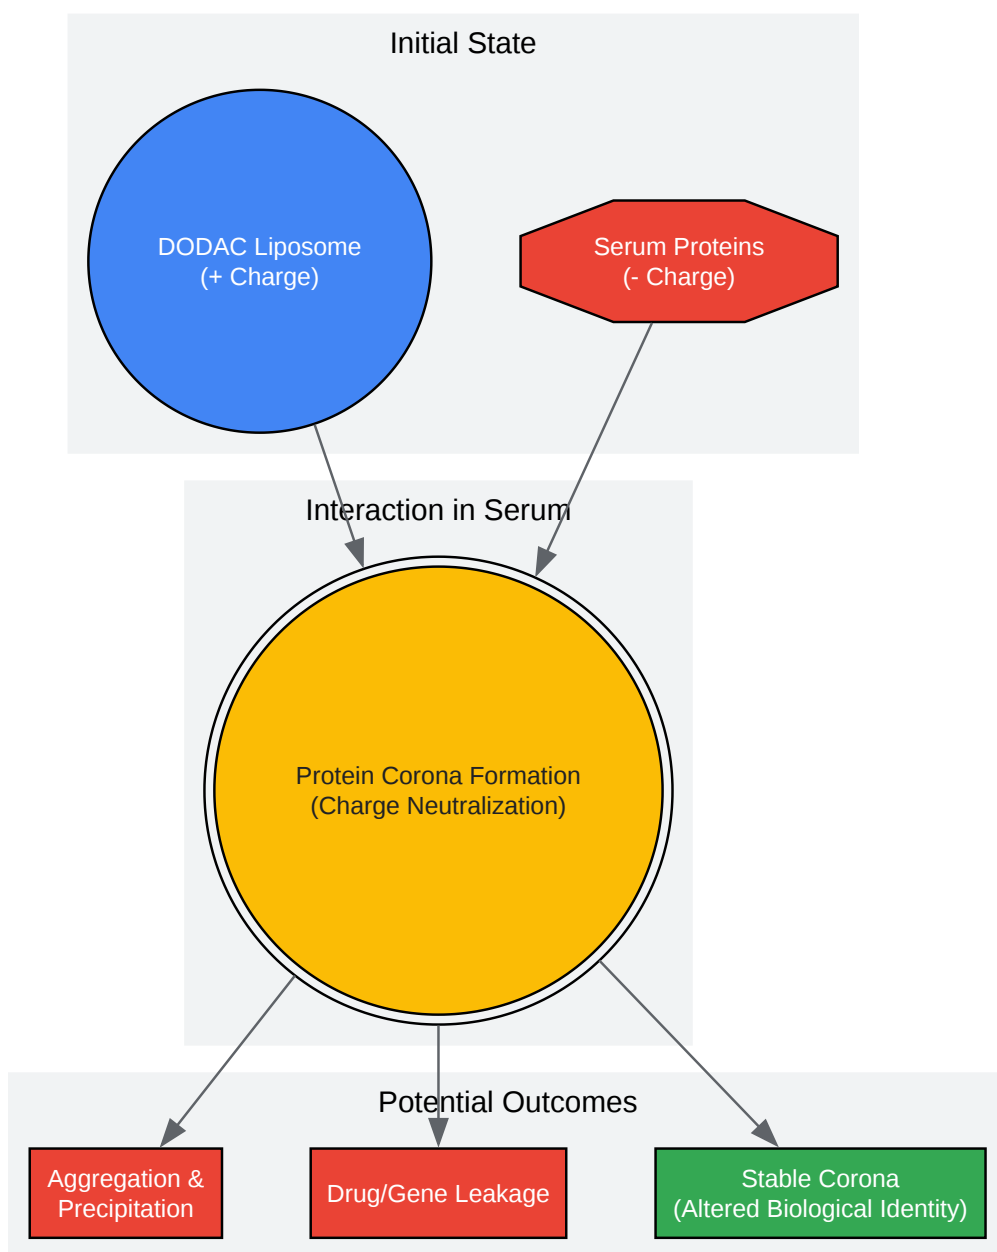 Initial State
DODAC Liposome
(+ Charge)
Serum Proteins
(- Charge)
Interaction in Serum
Protein Corona Formation
(Charge Neutralization)
Potential Outcomes
Aggregation &
Precipitation
Drug/Gene Leakage
Stable Corona
(Altered Biological Identity)